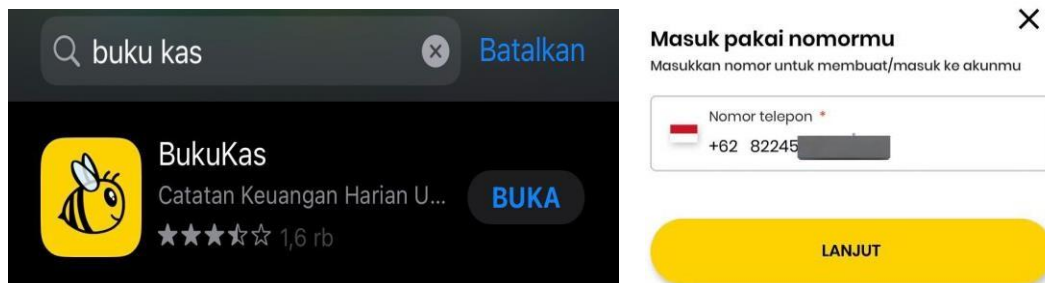 buku kas
Batalkan
BukuKas
Catatan Keuangan Harian U...
BUKA
1,6 rb
Masuk pakai nomormu
Masukkan nomor untuk membuat/masuk ke akunmu
Nomor telepon *
+62 82245
LANJUT